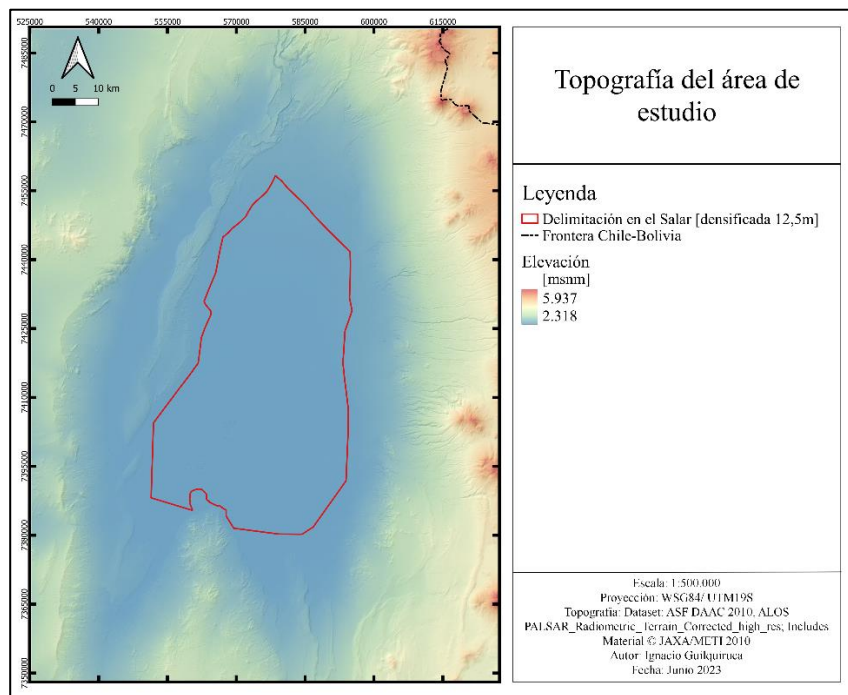 525000 540000 555000 570000 585000 600000 615000
7485000
7470000
7455000
7440000
7425000
7410000
7395000
7380000
7365000
7350000
0 5 10 km
Topografía del área de
estudio
Leyenda
Delimitación en el Salar [densificada 12,5m]
Frontera Chile-Bolivia
Elevación
[msnm]
5.937
2.318
Escala: 1:500.000
Proyección: WSG84/ UTM19S
Topografía: Dataset: ASF DAAC 2010, ALOS
PALSAR_Radiometric_Terrain_Corrected_high_res; Includes
Material © JAXA/METI 2010
Autor: Ignacio Guikquiruca
Fecha: Junio 2023